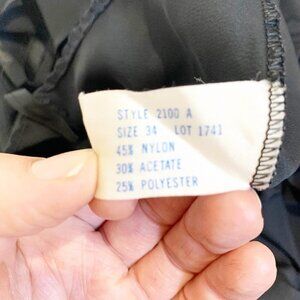 STYLE 2100 A
SIZE 34 LOT 1741
45% NYLON
30% ACETATE
25% POLYESTER